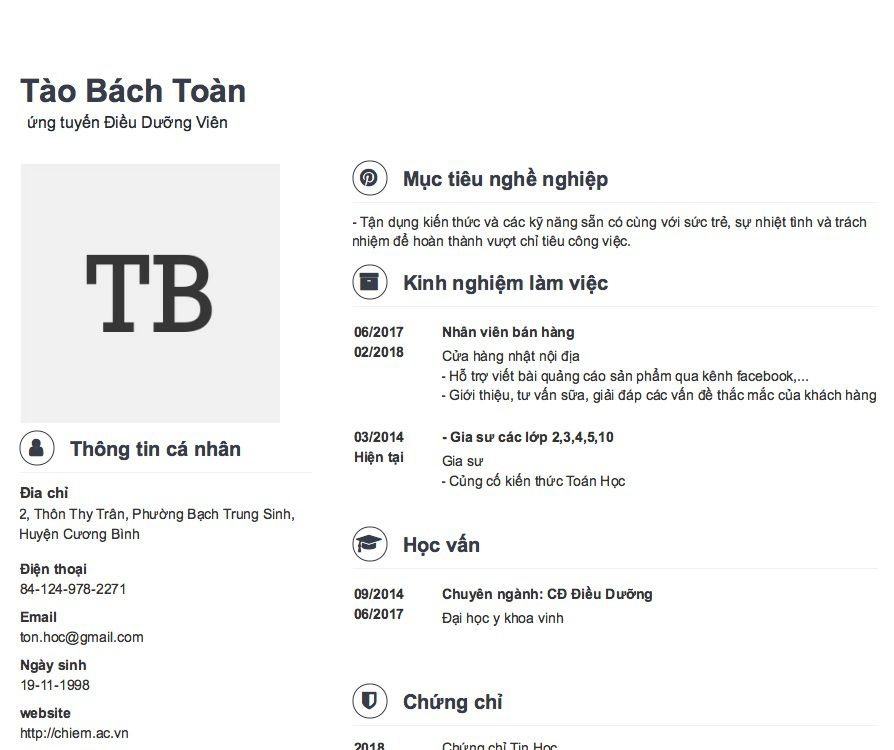 Tào Bách Toàn
ứng tuyển Điều Dưỡng Viên
TB
Thông tin cá nhân
Đia chỉ
2, Thôn Thy Trân, Phường Bạch Trung Sinh,
Huyện Cương Bình
Điện thoại
84-124-978-2271
Email
ton.hoc@gmail.com
Ngày sinh
19-11-1998
website
http://chiem.ac.vn
Mục tiêu nghề nghiệp
- Tận dụng kiến thức và các kỹ năng sẵn có cùng với sức trẻ, sự nhiệt tình và trách
nhiệm để hoàn thành vượt chỉ tiêu công việc.
Kinh nghiệm làm việc
06/2017 Nhân viên bán hàng
02/2018 Cửa hàng nhật nội địa
- Hỗ trợ viết bài quảng cáo sản phẩm qua kênh facebook,...
- Giới thiệu, tư vấn sữa, giải đáp các vấn đề thắc mắc của khách hàng
03/2014 - Gia sư các lớp 2,3,4,5,10
Hiện tại Gia sư
- Củng cố kiến thức Toán Học
Học vấn
09/2014 Chuyên ngành: CĐ Điều Dưỡng
06/2017 Đại học y khoa vinh
Chứng chỉ
2018 Chứng chỉ Tin Học